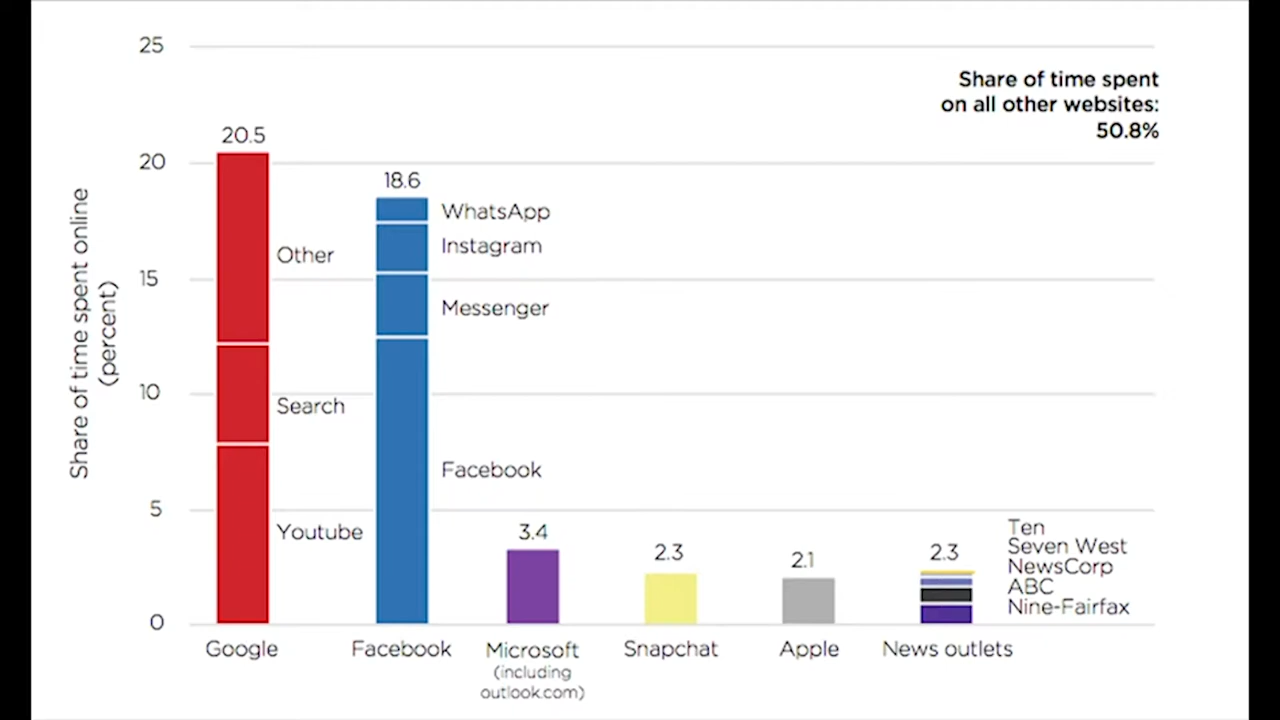 25
Share of time spent
on all other websites:
50.8%
20.5
20
18.6
WhatsApp
Instagram
Other
15
Messenger
Share of time spent online
(percent)
10
Search
Facebook
5
Youtube
3.4
2.3
2.1
2.3
Ten
Seven West
NewsCorp
ABC
Nine-Fairfax
0
Google
Facebook
Microsoft
(including
outlook.com)
Snapchat
Apple
News outlets